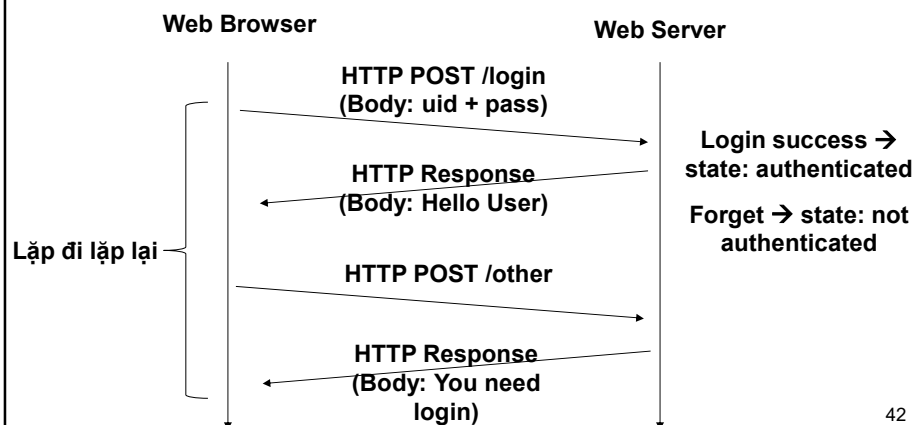 Web Browser
Web Server
HTTP POST /login
(Body: uid + pass)
Login success →
state: authenticated
HTTP Response
(Body: Hello User)
Forget → state: not
authenticated
Lặp đi lặp lại
HTTP POST /other
HTTP Response
(Body: You need
login)
42